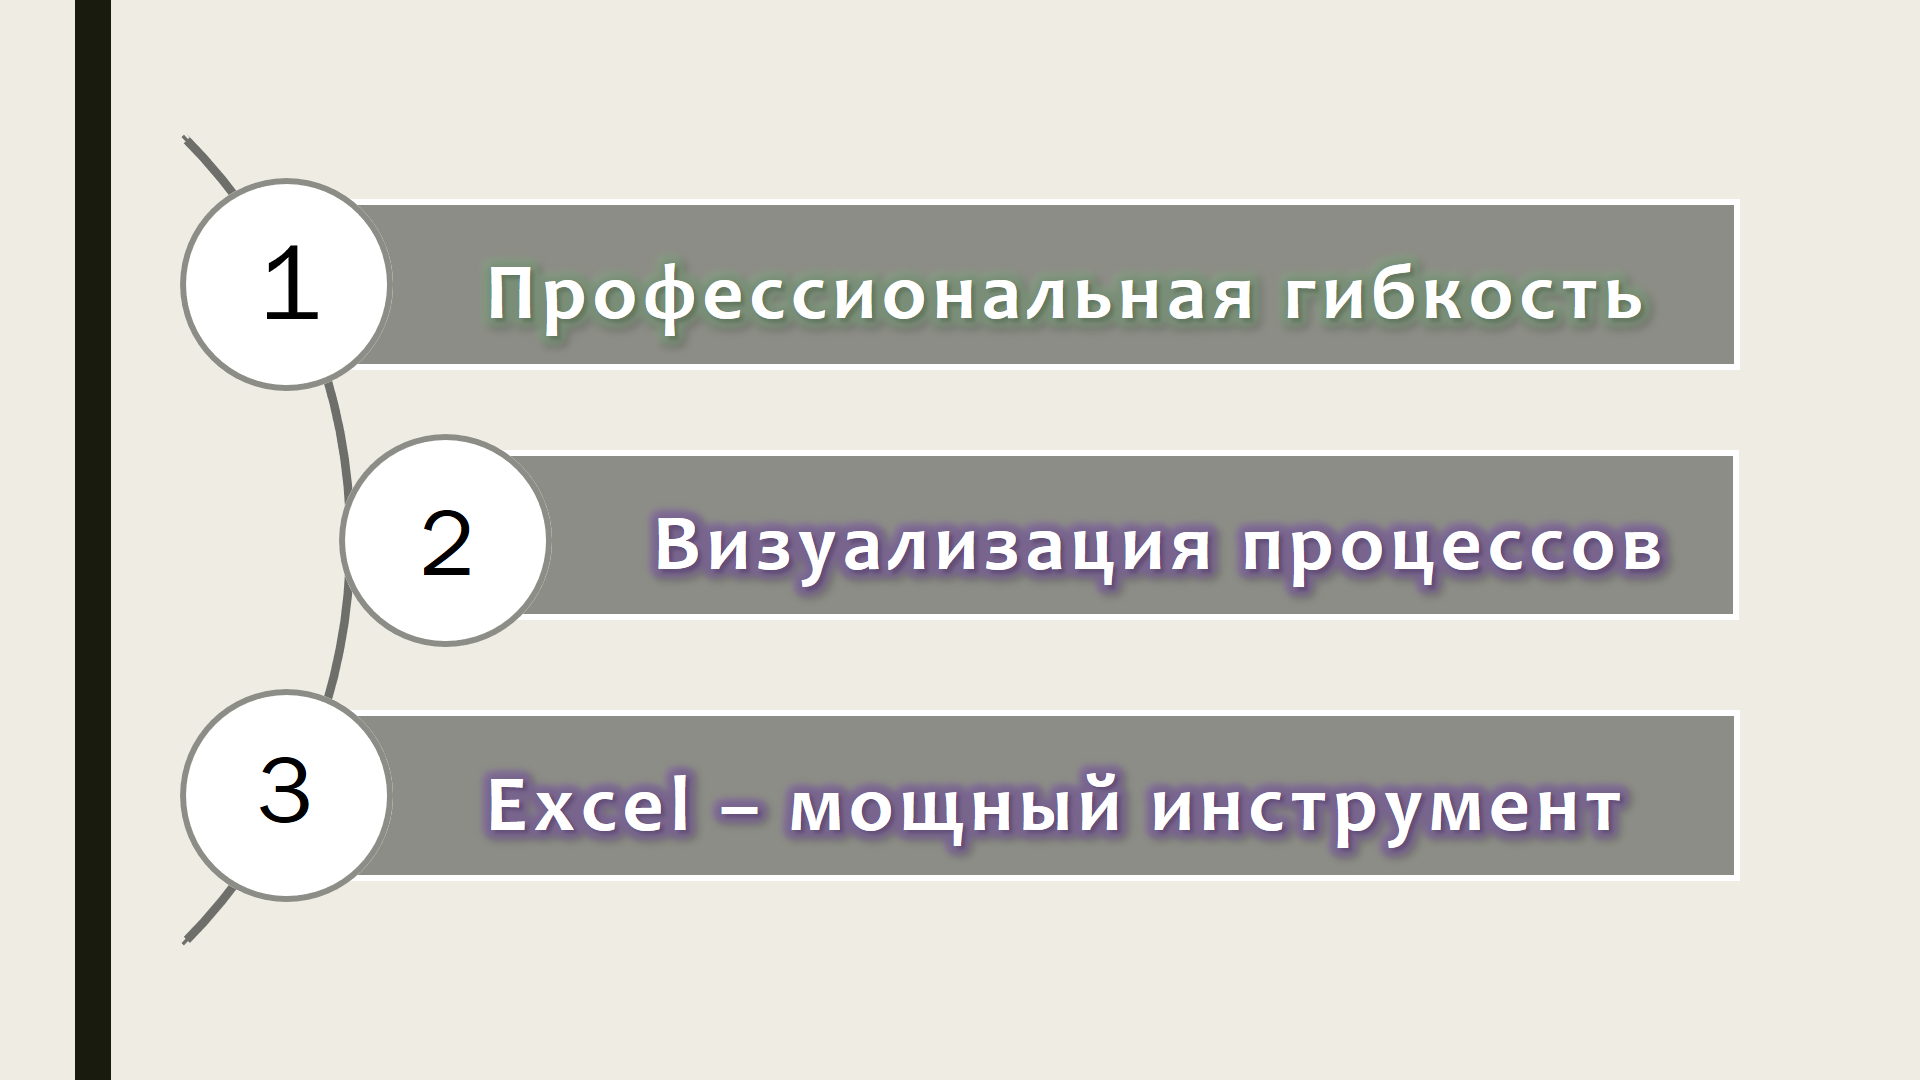 1
Профессиональная гибкость
2
Визуализация процессов
3
Excel – мощный инструмент